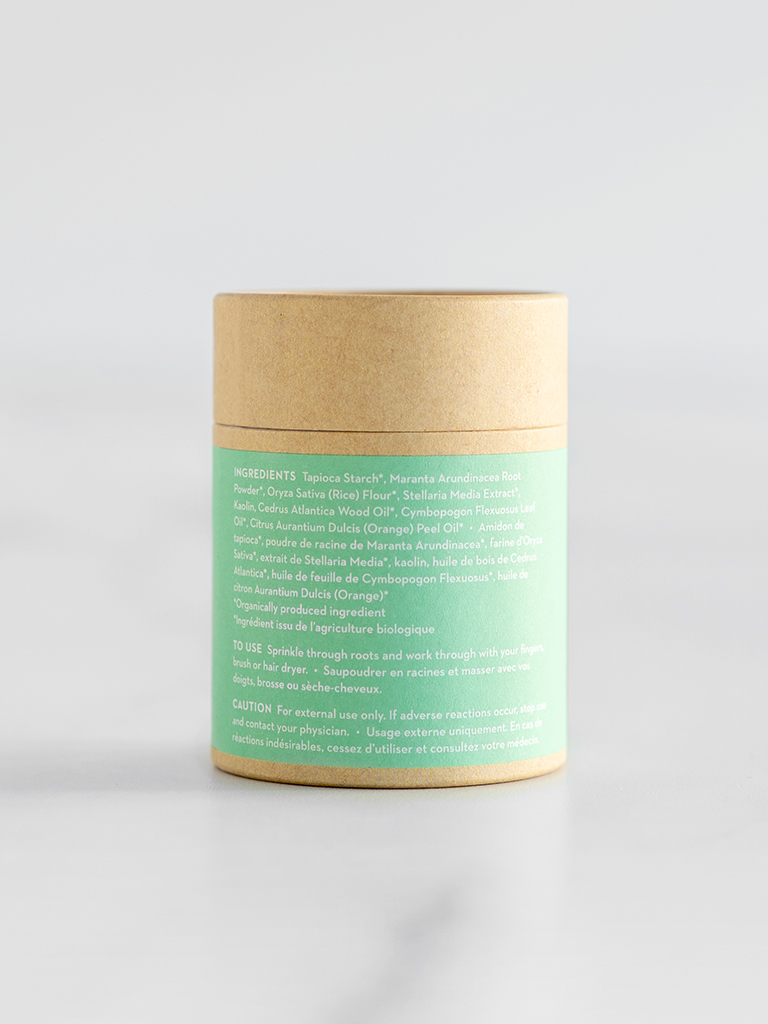 INGREDIENTS Tapioca Starch*, Maranta Arundinacea Root
Powder*, Oryza Sativa (Rice) Flour*, Stellaria Media Extract*,
Kaolin, Cedrus Atlantica Wood Oil*, Cymbopogon Flexuosus Leaf
Oil*, Citrus Aurantium Dulcis (Orange) Peel Oil* • Amidon de
tapioca*, poudre de racine de Maranta Arundinacea*, farine d'Oryza
Sativa*, extrait de Stellaria Media*, kaolin, huile de bois de Cedrus
Atlantica*, huile de feuille de Cymbopogon Flexuosus*, huile de
citron Aurantium Dulcis (Orange)*
*Organically produced ingredient
*Ingrédient issu de l'agriculture biologique
TO USE Sprinkle through roots and work through with your fingers,
brush or hair dryer. • Saupoudrer en racines et masser avec vos
doigts, brosse ou sèche-cheveux.
CAUTION For external use only. If adverse reactions occur, stop use
and contact your physician. • Usage externe uniquement. En cas de
réactions indésirables, cessez d'utiliser et consultez votre médecin.